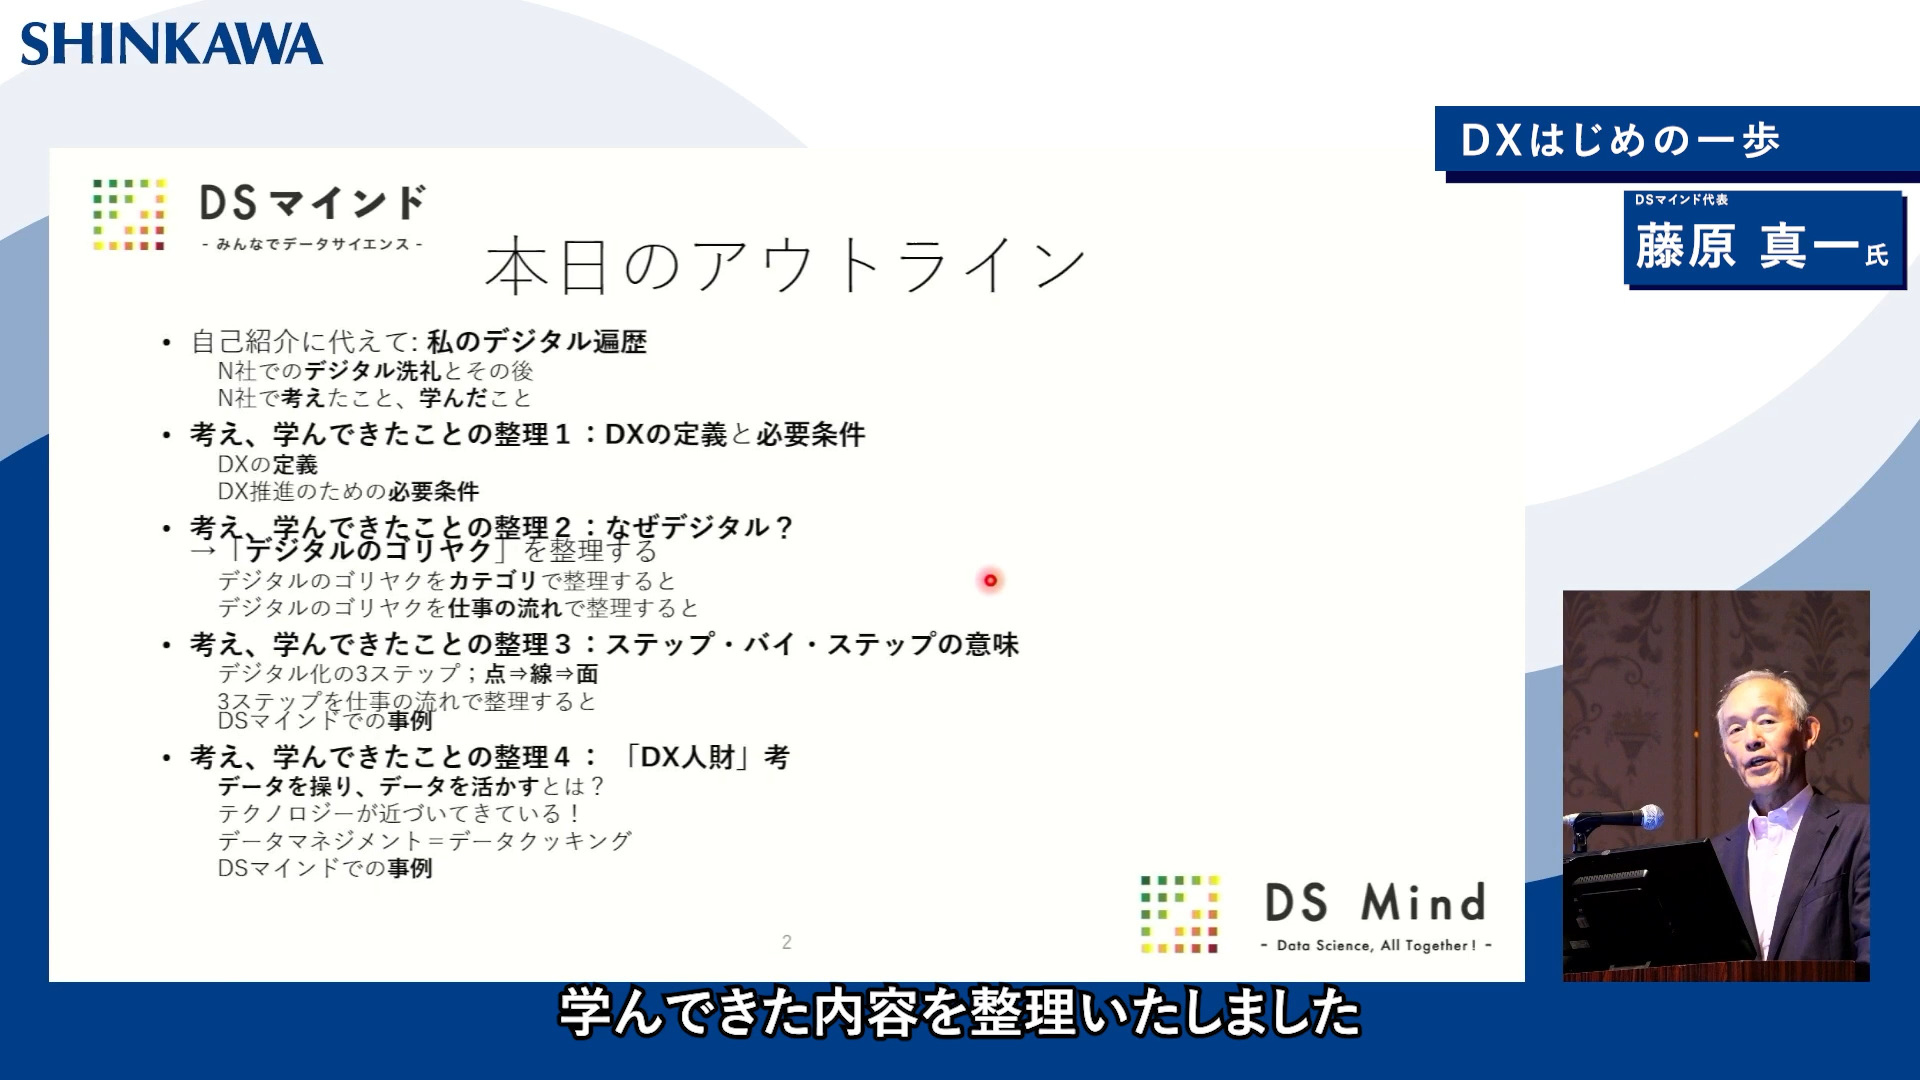 SHINKAWA
DXはじめの一歩
DSマインド代表
藤原 真一氏
DSマインド
- みんなでデータサイエンス -
本日のアウトライン
• 自己紹介に代えて: 私のデジタル遍歴
N社でのデジタル洗礼とその後
N社で考えたこと、学んだこと
• 考え、学んできたことの整理１：DXの定義と必要条件
DXの定義
DX推進のための必要条件
• 考え、学んできたことの整理２：なぜデジタル？
→「デジタルのゴリヤク」を整理する
デジタルのゴリヤクをカテゴリで整理すると
デジタルのゴリヤクを仕事の流れで整理すると
• 考え、学んできたことの整理３：ステップ・バイ・ステップの意味
デジタル化の3ステップ；点⇒線⇒面
3ステップを仕事の流れで整理すると
DSマインドでの事例
• 考え、学んできたことの整理４： 「DX人財」考
データを操り、データを活かすとは？
テクノロジーが近づいてきている！
データマネジメント＝データクッキング
DSマインドでの事例
DS Mind
- Data Science, All Together! -
2
学んできた内容を整理いたしました